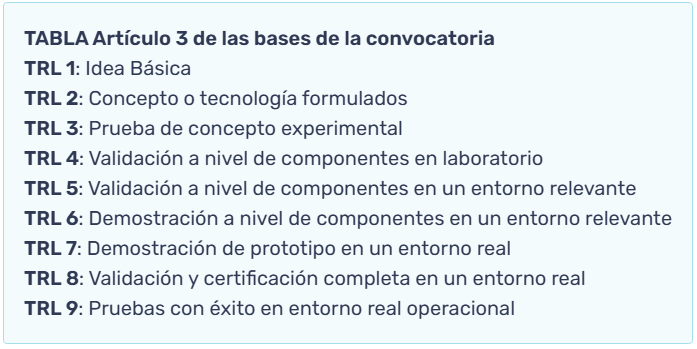 TABLA Artículo 3 de las bases de la convocatoria
TRL 1: Idea Básica
TRL 2: Concepto o tecnología formulados
TRL 3: Prueba de concepto experimental
TRL 4: Validación a nivel de componentes en laboratorio
TRL 5: Validación a nivel de componentes en un entorno relevante
TRL 6: Demostración a nivel de componentes en un entorno relevante
TRL 7: Demostración de prototipo en un entorno real
TRL 8: Validación y certificación completa en un entorno real
TRL 9: Pruebas con éxito en entorno real operacional